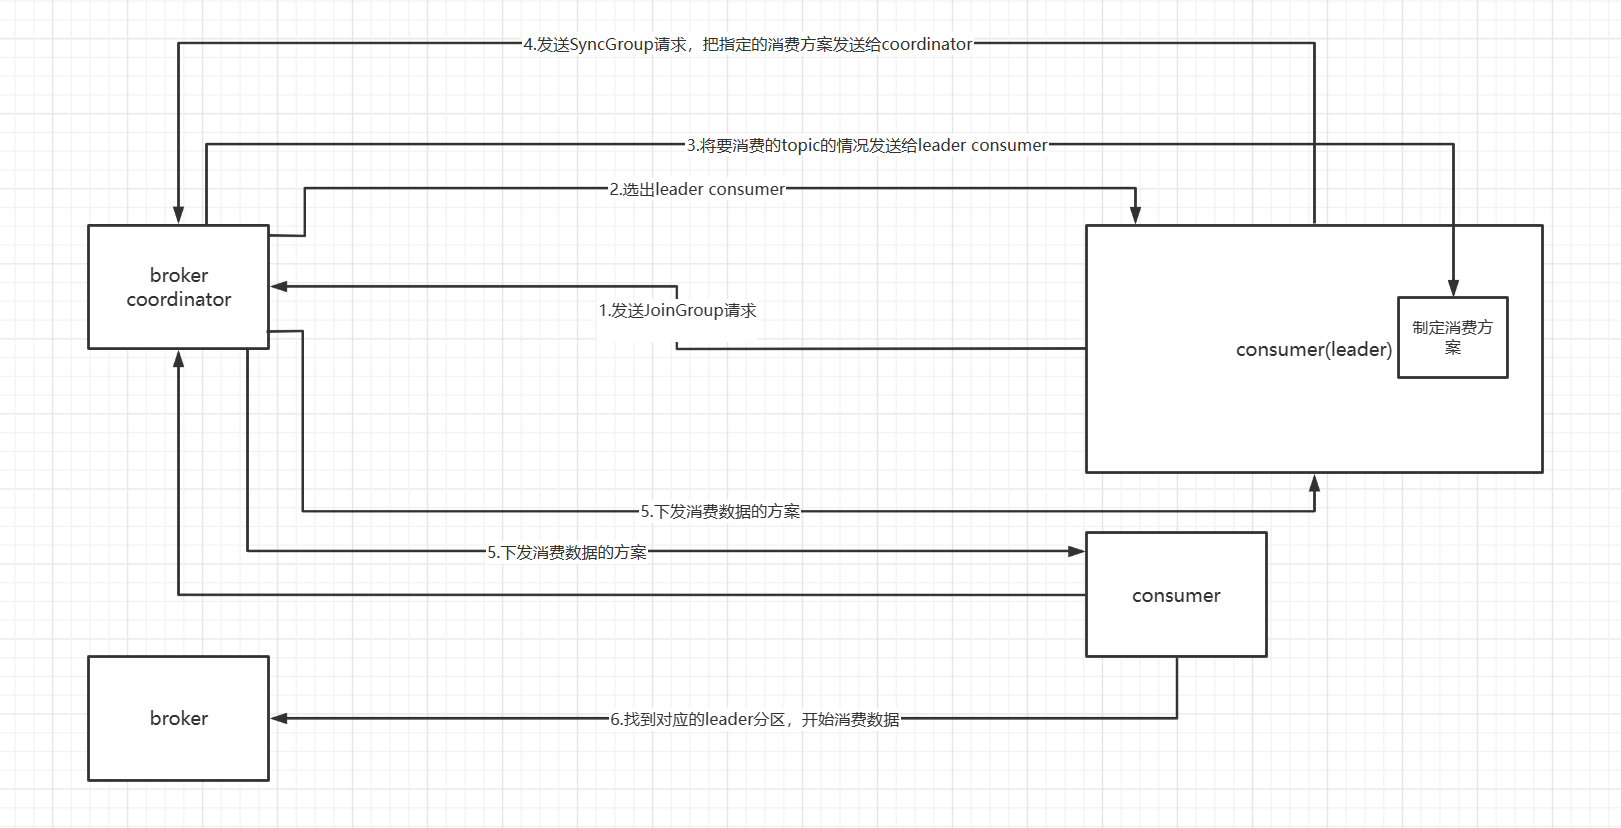 4.发送SyncGroup请求，把指定的消费方案发送给coordinator
3.将要消费的topic的情况发送给leader consumer
2.选出leader consumer
broker
coordinator
1.发送JoinGroup请求
consumer(leader)
制定消费方
案
5.下发消费数据的方案
5.下发消费数据的方案
consumer
broker
6.找到对应的leader分区，开始消费数据